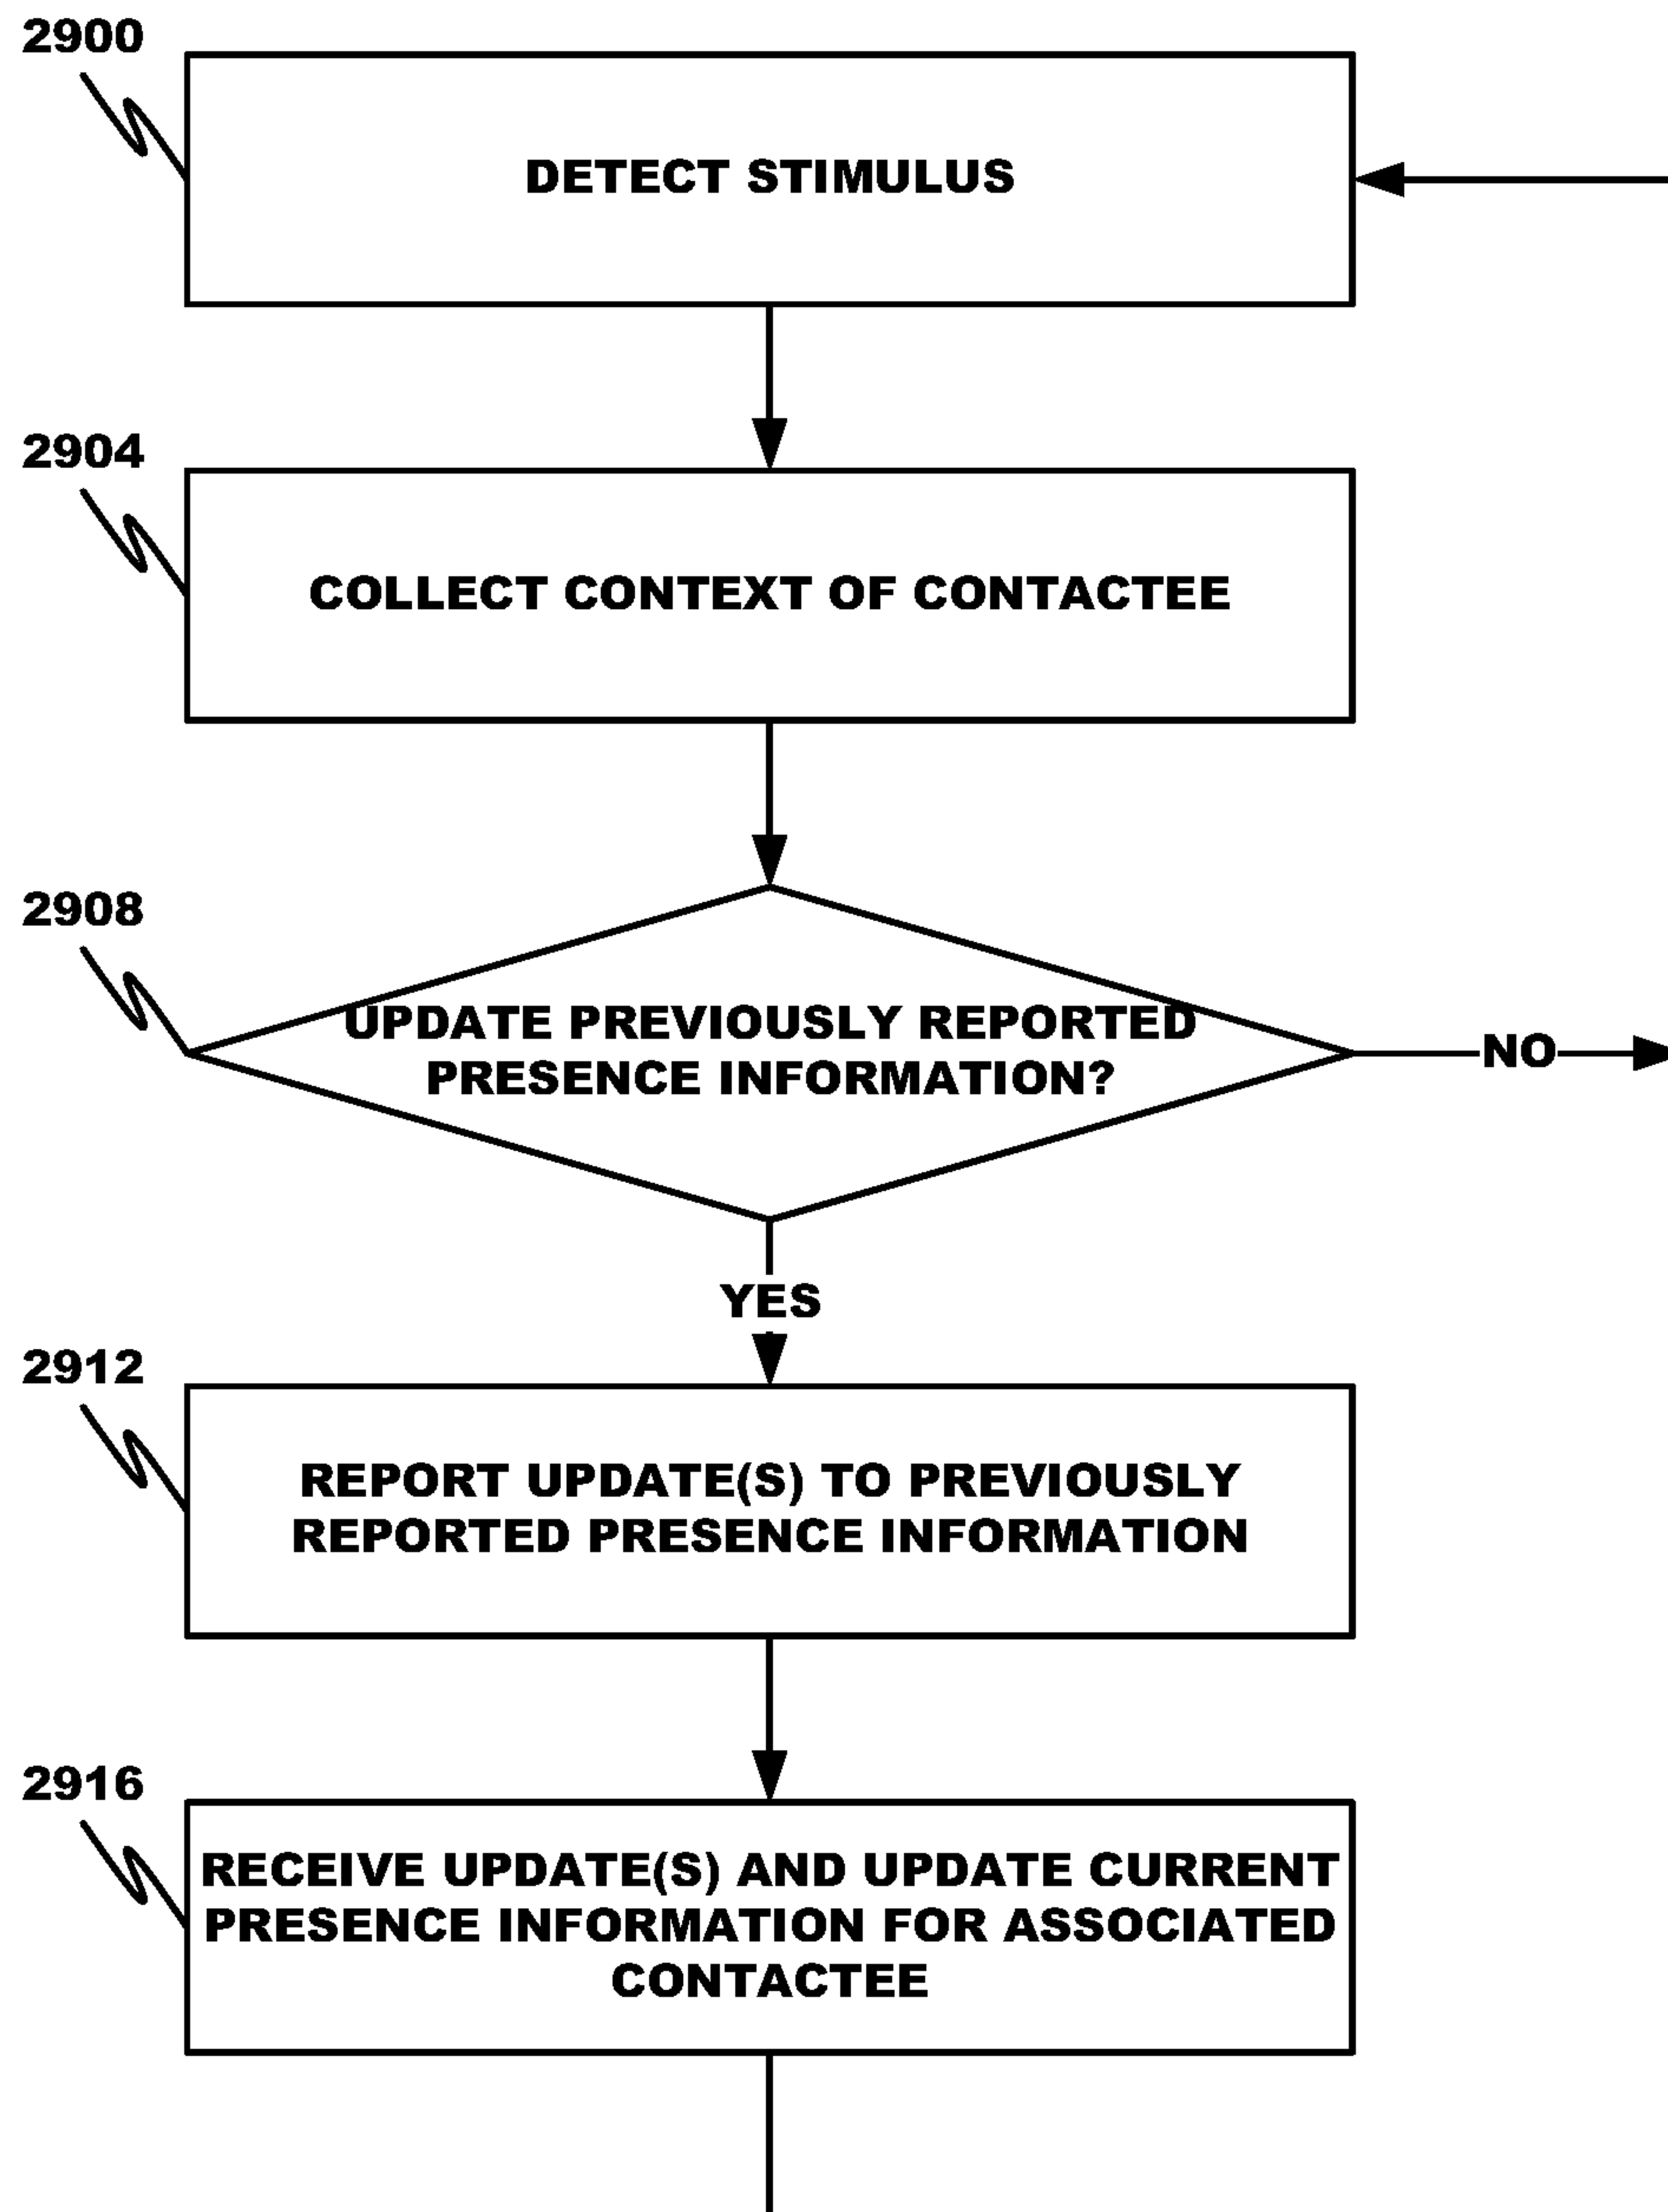 2900
DETECT STIMULUS
2904
COLLECT CONTEXT OF CONTACTEE
2908
UPDATE PREVIOUSLY REPORTED
PRESENCE INFORMATION?
NO
YES
2912
REPORT UPDATE(S) TO PREVIOUSLY
REPORTED PRESENCE INFORMATION
2916
RECEIVE UPDATE(S) AND UPDATE CURRENT
PRESENCE INFORMATION FOR ASSOCIATED
CONTACTEE